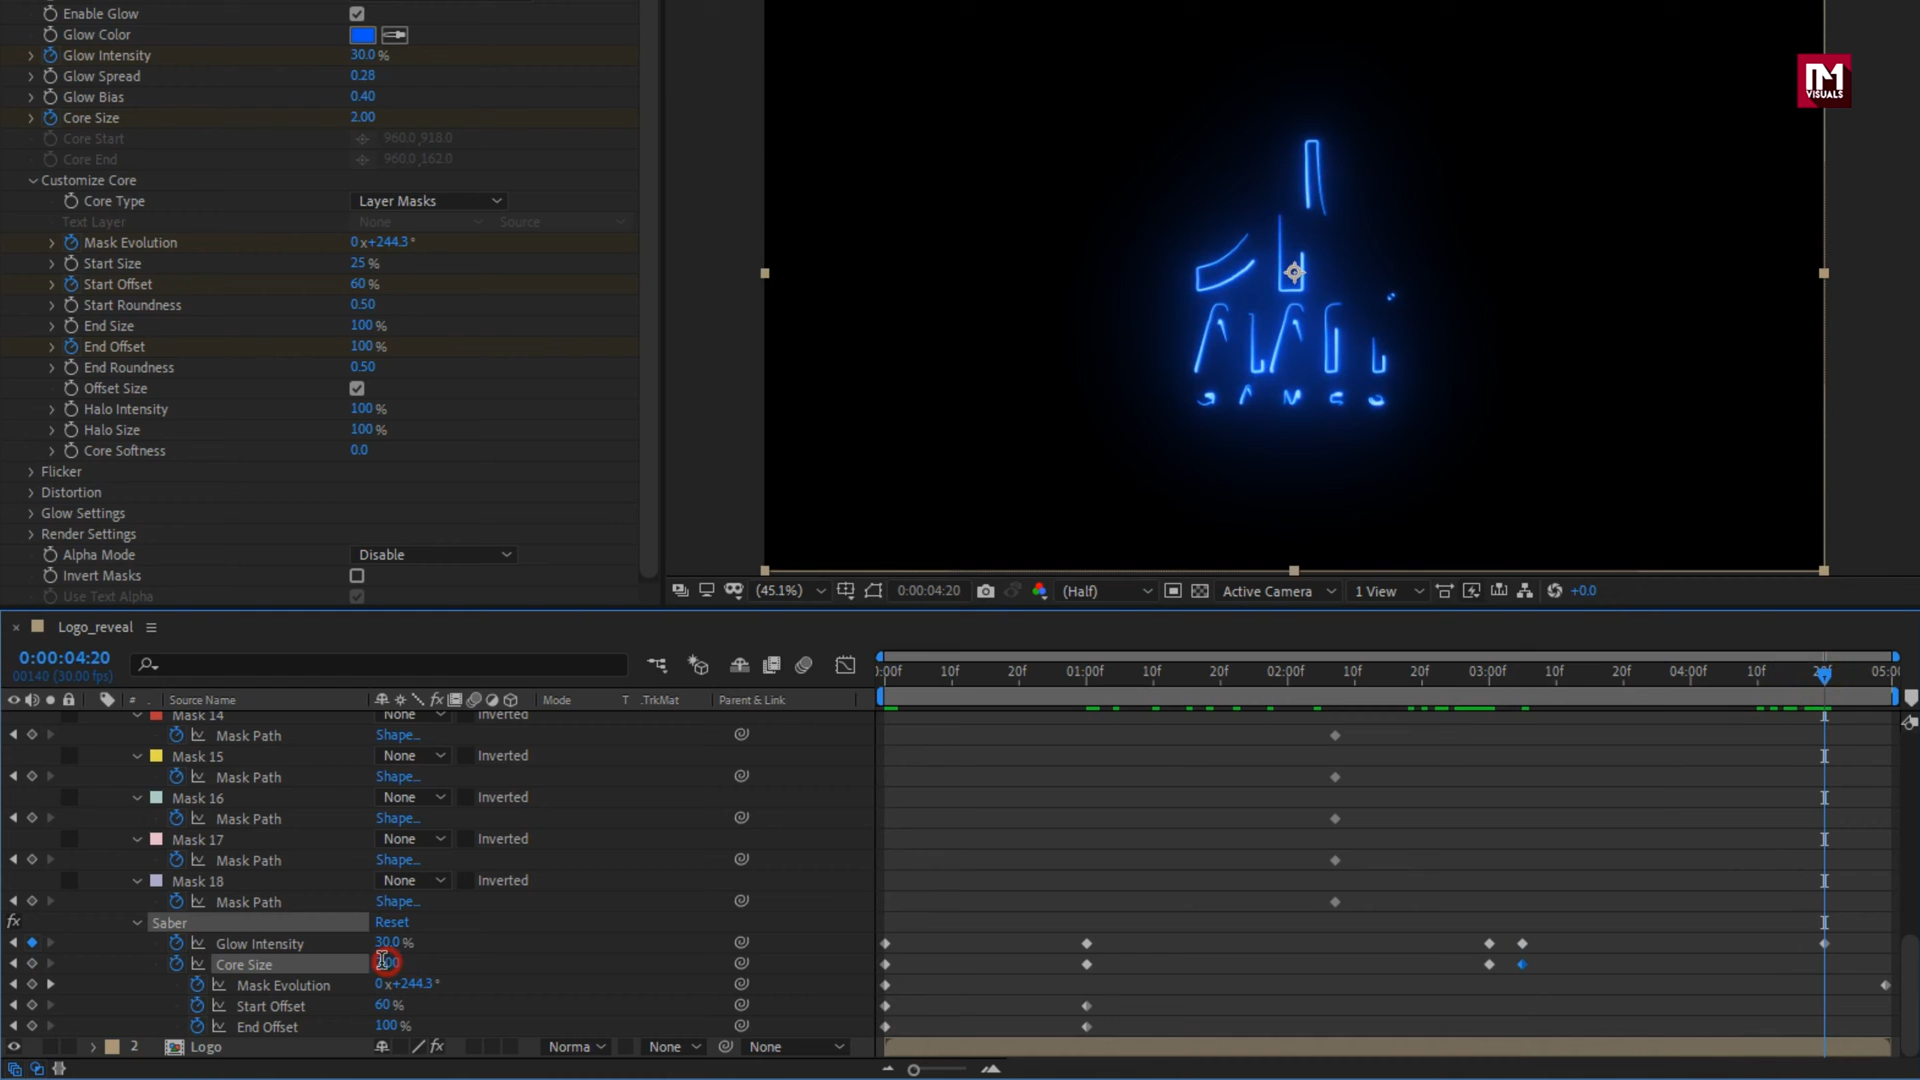 Enable Glow
Glow Color
Glow Intensity 30.0 %
Glow Spread 0.28
Glow Bias 0.40
Core Size 2.00
Core Start 960.0,918.0
Core End 960.0,162.0
Customize Core
Core Type Layer Masks
Text Layer None Source
Mask Evolution 0x+244.3°
Start Size 25 %
Start Offset 60 %
Start Roundness 0.50
End Size 100 %
End Offset 100 %
End Roundness 0.50
Offset Size
Halo Intensity 100 %
Halo Size 100 %
Core Softness 0.0
Flicker
Distortion
Glow Settings
Render Settings
Alpha Mode Disable
Invert Masks
Use Text Alpha
VISUALS
(45.1%) 0:00:04:20 (Half) Active Camera 1 View +0.0
Logo_reveal
0:00:04:20
00140 (30.00 fps)
:00f 10f 20f 01:00f 10f 20f 02:00f 10f 20f 03:00f 10f 20f 04:00f 10f 05:00
# Source Name fx Mode T .TrkMat Parent & Link
Mask 14 None Inverted
Mask Path Shape...
Mask 15 None Inverted
Mask Path Shape...
Mask 16 None Inverted
Mask Path Shape...
Mask 17 None Inverted
Mask Path Shape...
Mask 18 None Inverted
Mask Path Shape...
fx Saber Reset
Glow Intensity 30.0 %
Core Size
Mask Evolution 0x+244.3°
Start Offset 60 %
End Offset 100 %
2 Logo fx Norma None None